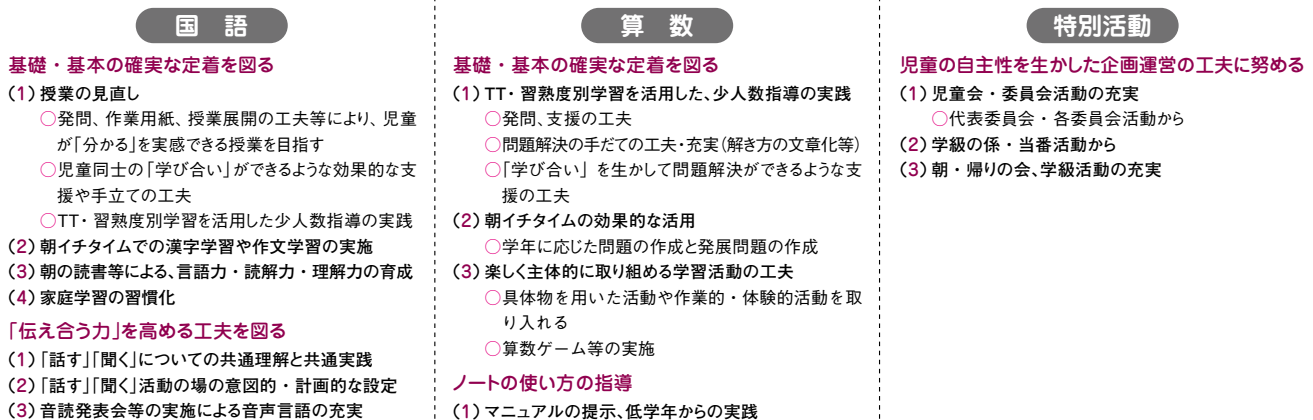 国 語
基礎・基本の確実な定着を図る
(1)授業の見直し
○発問、作業用紙、授業展開の工夫等により、児童
が「分かる」を実感できる授業を目指す
○児童同士の「学び合い」ができるような効果的な支
援や手立ての工夫
○TT・習熟度別学習を活用した少人数指導の実践
(2)朝イチタイムでの漢字学習や作文学習の実施
(3)朝の読書等による、言語力・読解力・理解力の育成
(4)家庭学習の習慣化
「伝え合う力」を高める工夫を図る
(1)「話す」「聞く」についての共通理解と共通実践
(2)「話す」「聞く」活動の場の意図的・計画的な設定
(3)音読発表会等の実施による音声言語の充実
算 数
基礎・基本の確実な定着を図る
(1)TT・習熟度別学習を活用した、少人数指導の実践
○発問、支援の工夫
○問題解決の手だての工夫・充実(解き方の文章化等)
○「学び合い」を生かして問題解決ができるような支
援の工夫
(2)朝イチタイムの効果的な活用
○学年に応じた問題の作成と発展問題の作成
(3)楽しく主体的に取り組める学習活動の工夫
○具体物を用いた活動や作業的・体験的活動を取
り入れる
○算数ゲーム等の実施
ノートの使い方の指導
(1)マニュアルの提示、低学年からの実践
特別活動
児童の自主性を生かした企画運営の工夫に努める
(1)児童会・委員会活動の充実
○代表委員会・各委員会活動から
(2)学級の係・当番活動から
(3)朝・帰りの会、学級活動の充実